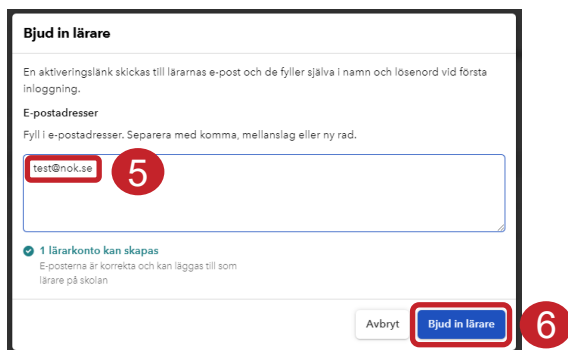 Bjud in lärare
En aktiveringslänk skickas till lärarnas e-post och de fyller själva i namn och lösenord vid första
inloggning.
E-postadresser
Fyll i e-postadresser. Separera med komma, mellanslag eller ny rad.
test@nok.se 5
1 lärarkonto kan skapas
E-posterna är korrekta och kan läggas till som
lärare på skolan
Avbryt Bjud in lärare 6